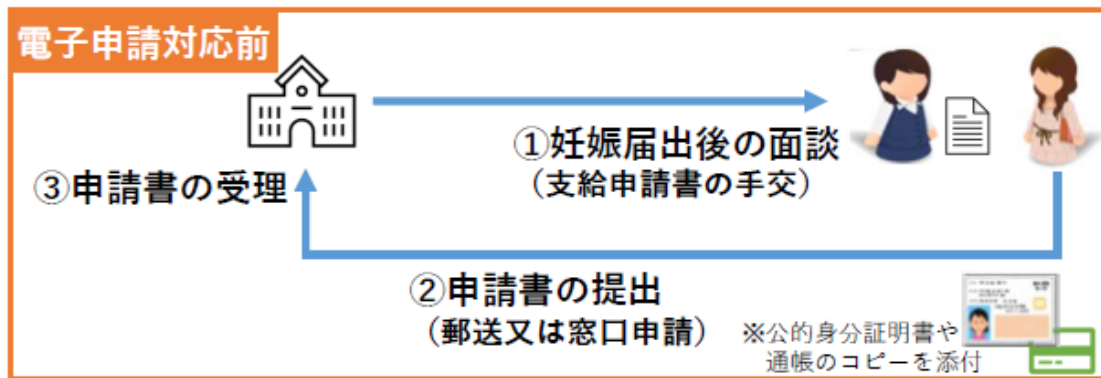 電子申請対応前
①妊娠届出後の面談
（支給申請書の手交）
③申請書の受理
②申請書の提出
（郵送又は窓口申請）
※公的身分証明書や
通帳のコピーを添付